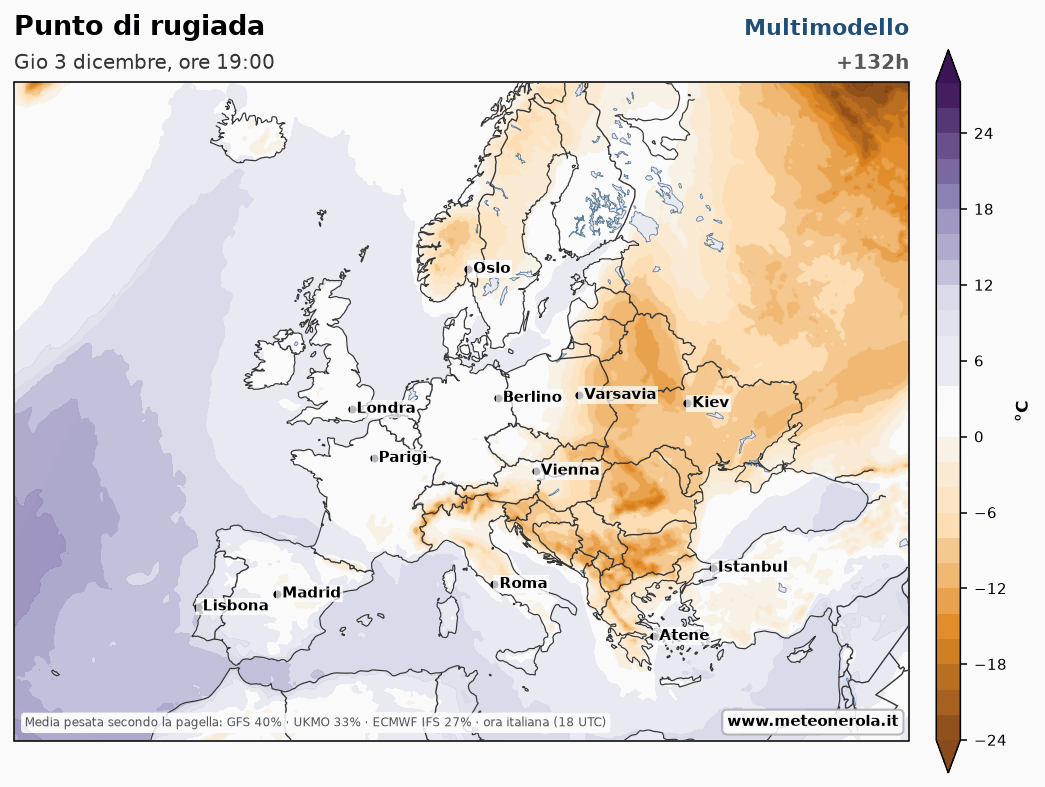 Punto di rugiada
Multimodello
Gio 3 dicembre, ore 19:00
+132h
24
18
12
6
0
−6
−12
−18
−24
°C
Oslo
Berlino
Varsavia
Kiev
Londra
Parigi
Vienna
Istanbul
Roma
Madrid
Lisbona
Atene
Media pesata secondo la pagella: GFS 40% · UKMO 33% · ECMWF IFS 27% · ora italiana (18 UTC)
www.meteonerola.it